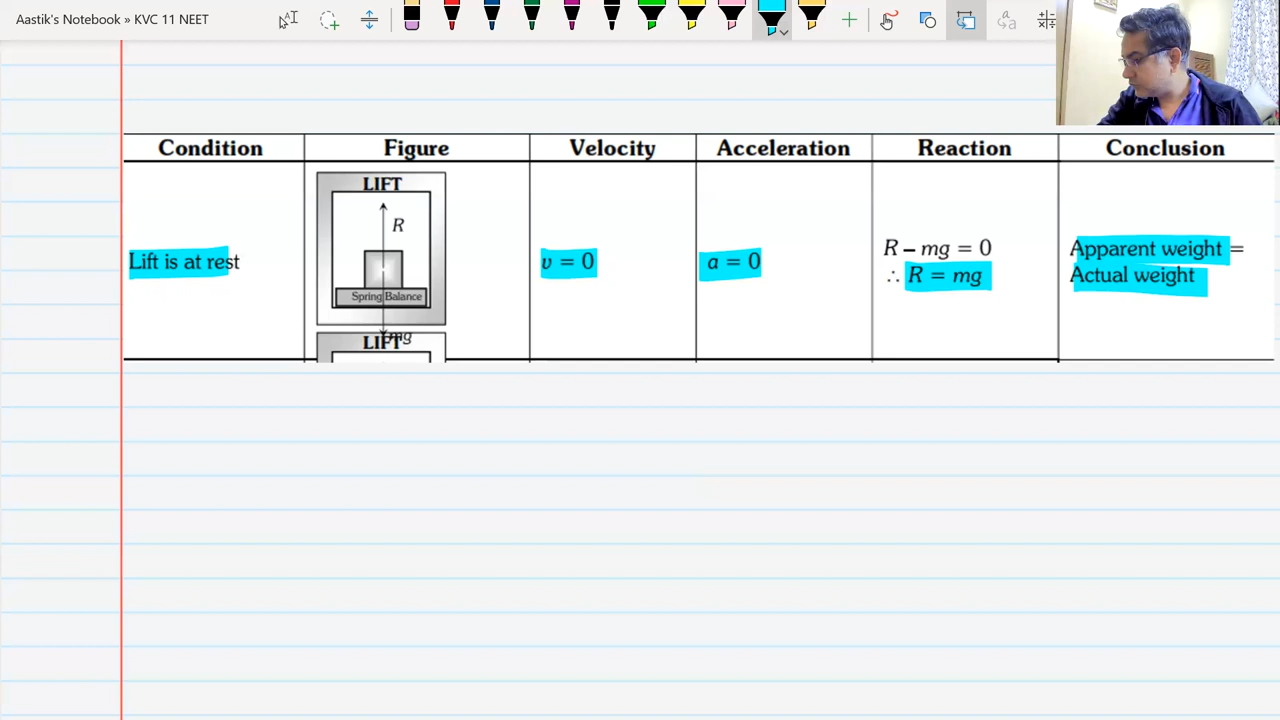 Aastik's Notebook » KVC 11 NEET
Condition Figure Velocity Acceleration Reaction Conclusion
LIFT
R
Lift is at rest
Spring Balance
mg
LIFT
v = 0
a = 0
R – mg = 0
∴ R = mg
Apparent weight =
Actual weight